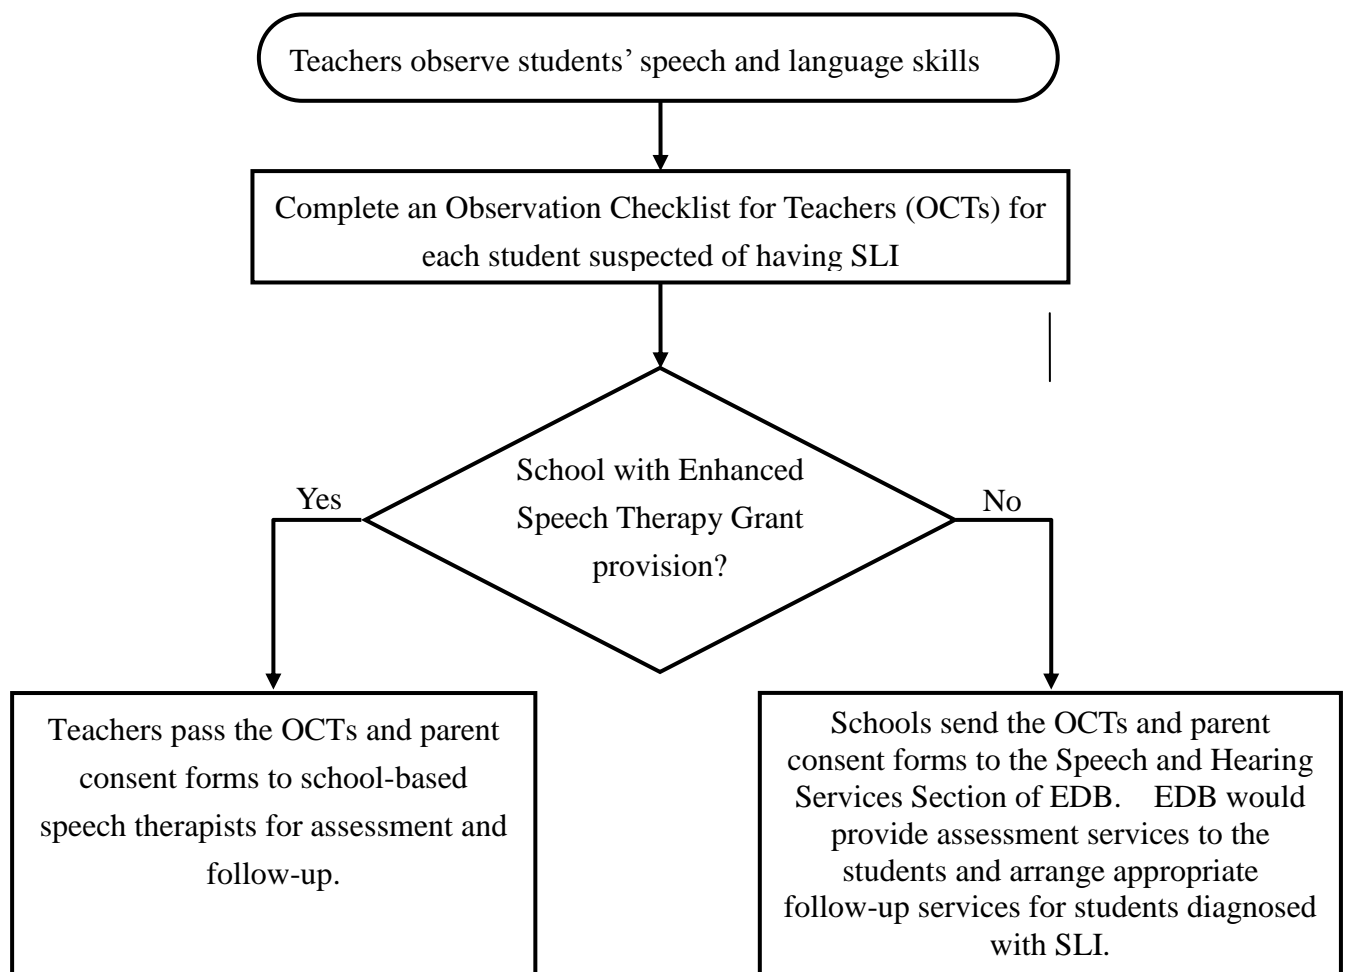 Teachers observe students’ speech and language skills
Complete an Observation Checklist for Teachers (OCTs) for
each student suspected of having SLI
School with Enhanced
Speech Therapy Grant
provision?
Yes
No
Teachers pass the OCTs and parent
consent forms to school-based
speech therapists for assessment and
follow-up.
Schools send the OCTs and parent
consent forms to the Speech and Hearing
Services Section of EDB. EDB would
provide assessment services to the
students and arrange appropriate
follow-up services for students diagnosed
with SLI.